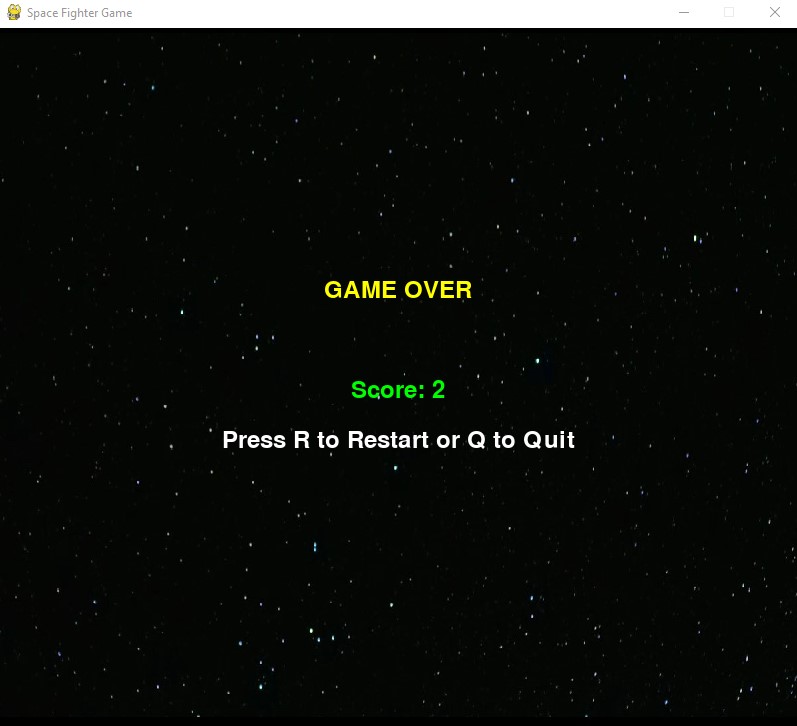 Space Fighter Game
GAME OVER
Score: 2
Press R to Restart or Q to Quit